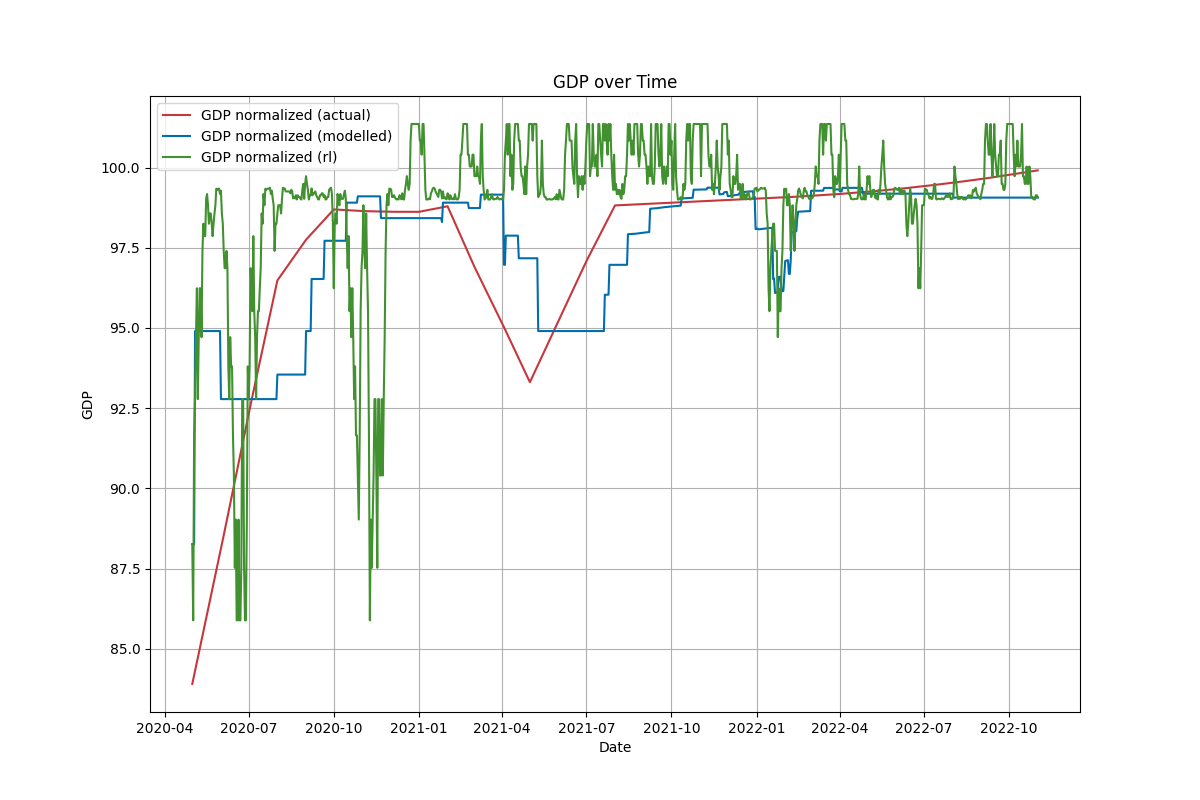 GDP over Time
GDP normalized (actual)
GDP normalized (modelled)
GDP normalized (rl)
100.0
97.5
95.0
92.5
90.0
87.5
85.0
GDP
2020-04 2020-07 2020-10 2021-01 2021-04 2021-07 2021-10 2022-01 2022-04 2022-07 2022-10
Date